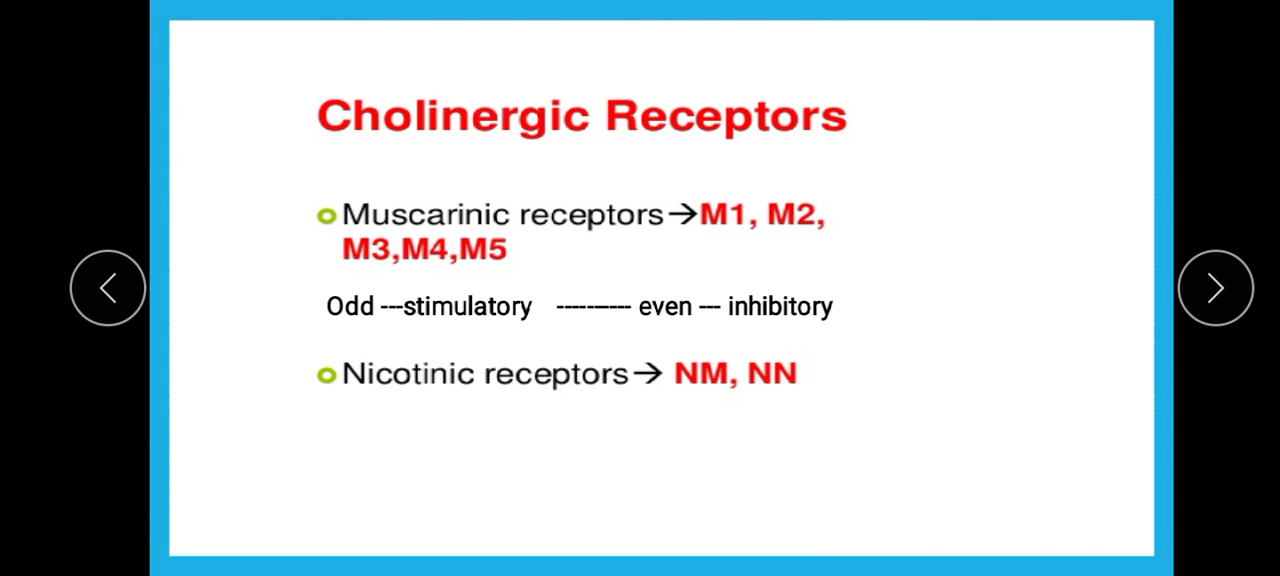 Cholinergic Receptors
Muscarinic receptors→M1, M2,
M3,M4,M5
Odd ---stimulatory ---------- even --- inhibitory
Nicotinic receptors→ NM, NN